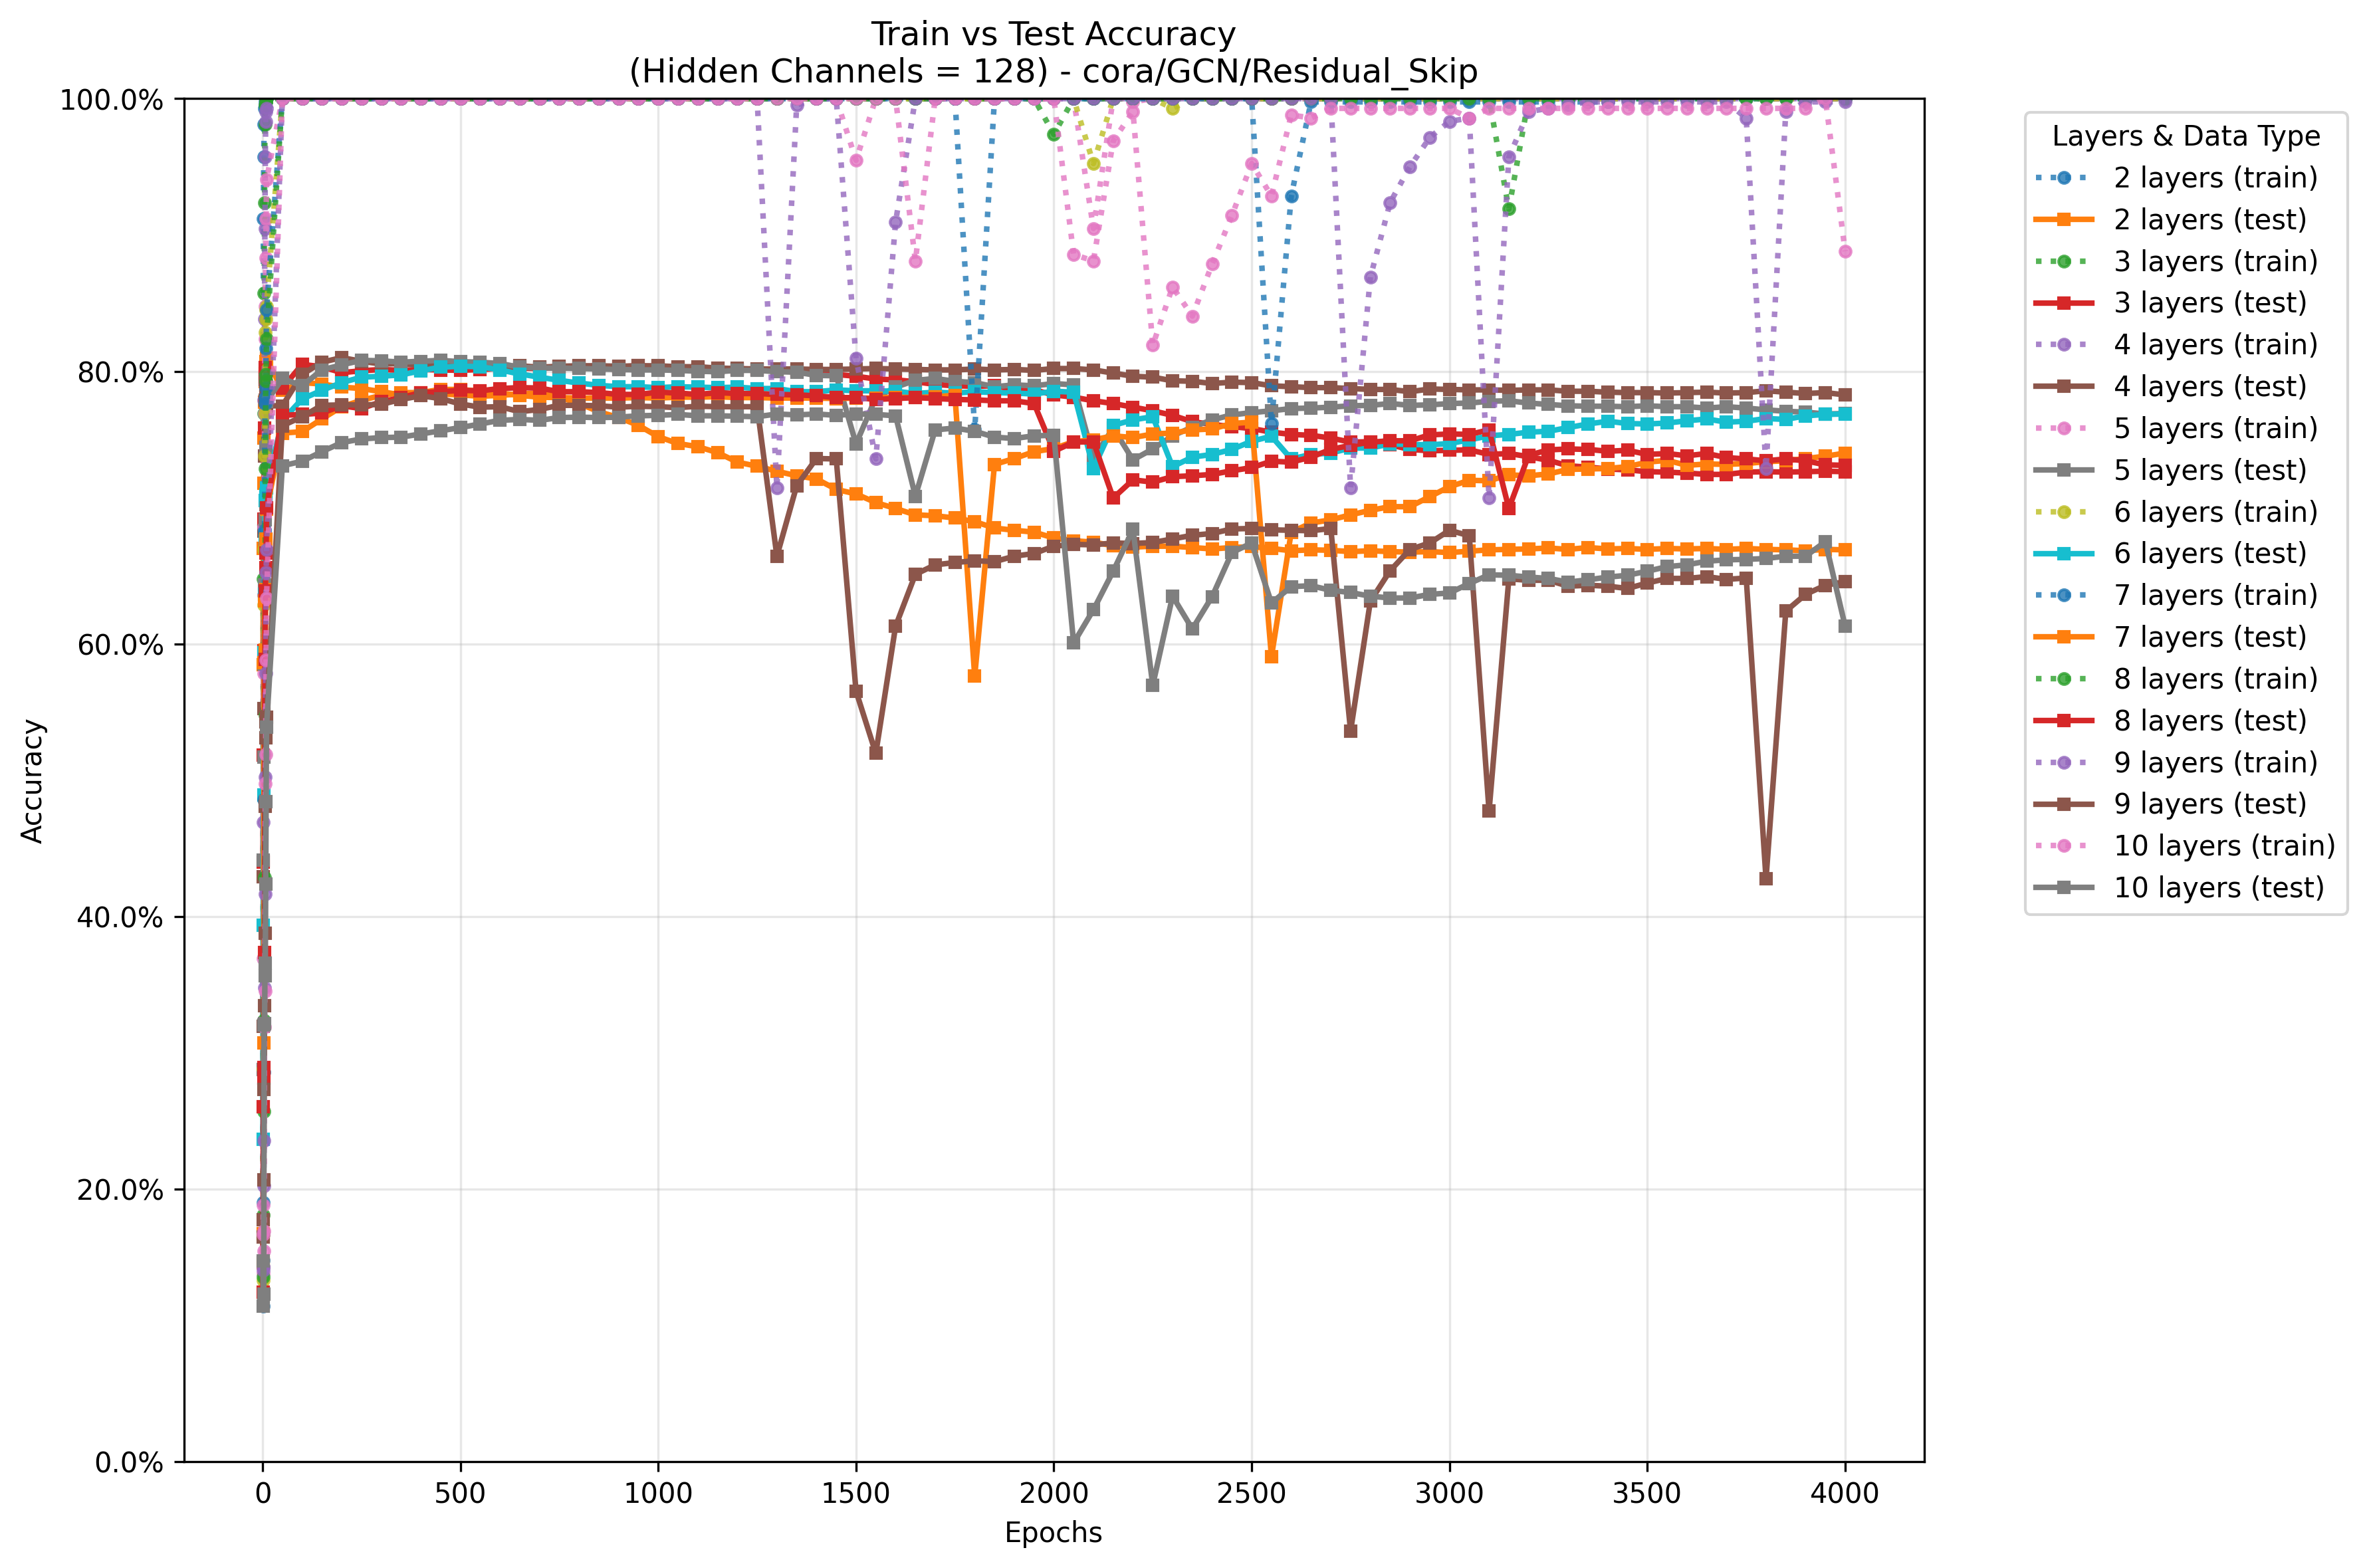 Train vs Test Accuracy
(Hidden Channels = 128) - cora/GCN/Residual_Skip
100.0%
80.0%
60.0%
40.0%
20.0%
0.0%
Accuracy
0
500
1000
1500
2000
2500
3000
3500
4000
Epochs
Layers & Data Type
2 layers (train)
2 layers (test)
3 layers (train)
3 layers (test)
4 layers (train)
4 layers (test)
5 layers (train)
5 layers (test)
6 layers (train)
6 layers (test)
7 layers (train)
7 layers (test)
8 layers (train)
8 layers (test)
9 layers (train)
9 layers (test)
10 layers (train)
10 layers (test)